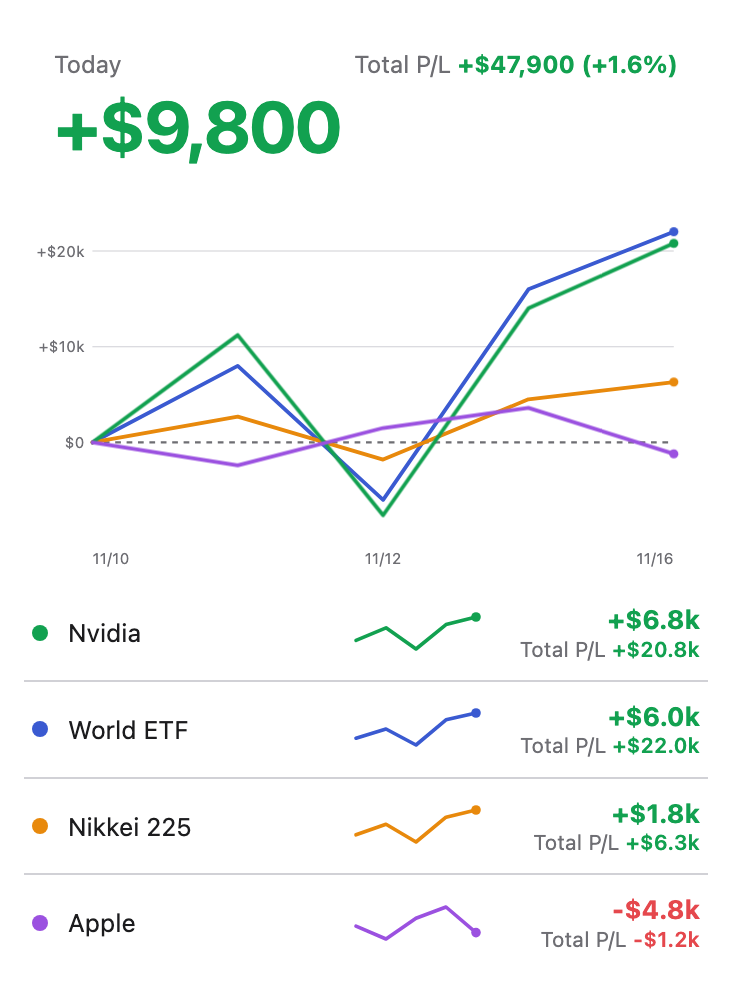 Today
Total P/L +$47,900 (+1.6%)
+$9,800
+$20k
+$10k
$0
11/10
11/12
11/16
Nvidia
+$6.8k
Total P/L +$20.8k
World ETF
+$6.0k
Total P/L +$22.0k
Nikkei 225
+$1.8k
Total P/L +$6.3k
Apple
-$4.8k
Total P/L -$1.2k